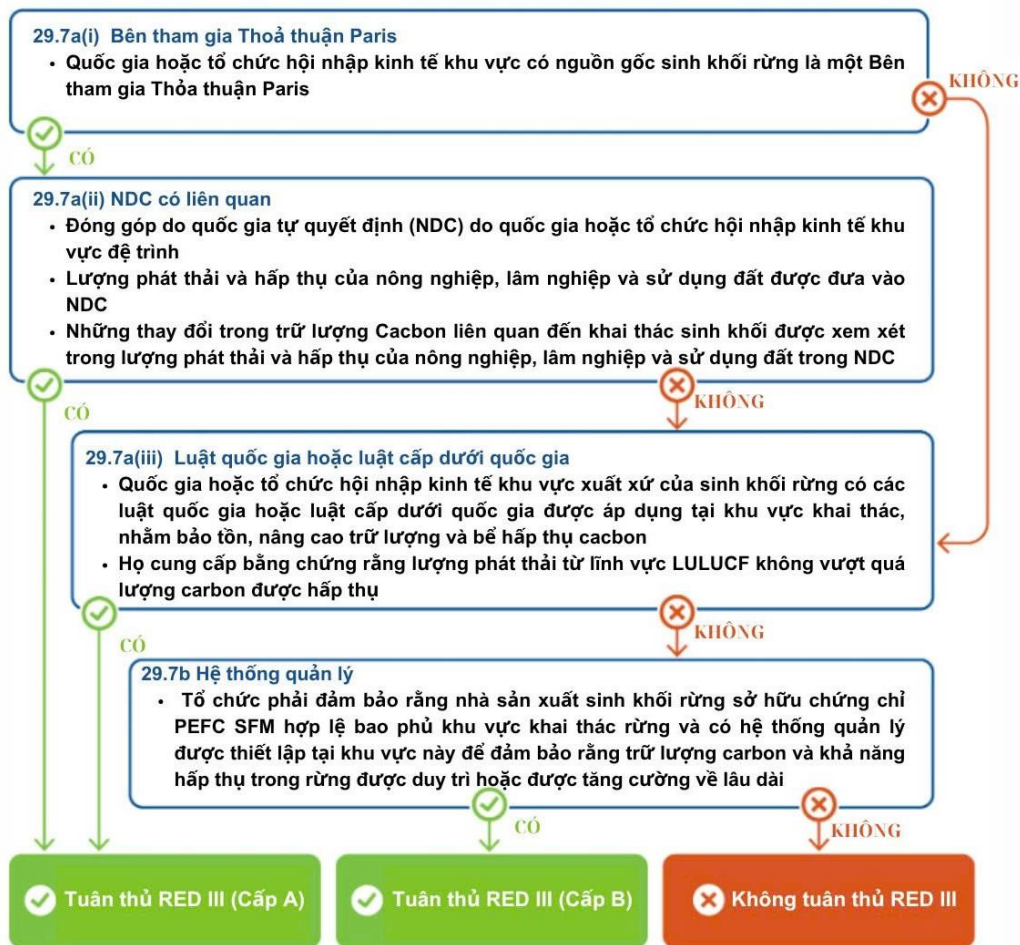 29.7a(i) Bên tham gia Thoả thuận Paris
• Quốc gia hoặc tổ chức hội nhập kinh tế khu vực có nguồn gốc sinh khối rừng là một Bên
tham gia Thỏa thuận Paris
KHÔNG
CÓ
29.7a(ii) NDC có liên quan
• Đóng góp do quốc gia tự quyết định (NDC) do quốc gia hoặc tổ chức hội nhập kinh tế khu
vực đệ trình
• Lượng phát thải và hấp thụ của nông nghiệp, lâm nghiệp và sử dụng đất được đưa vào
NDC
• Những thay đổi trong trữ lượng Cacbon liên quan đến khai thác sinh khối được xem xét
trong lượng phát thải và hấp thụ của nông nghiệp, lâm nghiệp và sử dụng đất trong NDC
CÓ
KHÔNG
29.7a(iii) Luật quốc gia hoặc luật cấp dưới quốc gia
• Quốc gia hoặc tổ chức hội nhập kinh tế khu vực xuất xứ của sinh khối rừng có các
luật quốc gia hoặc luật cấp dưới quốc gia được áp dụng tại khu vực khai thác,
nhằm bảo tồn, nâng cao trữ lượng và bể hấp thụ cacbon
• Họ cung cấp bằng chứng rằng lượng phát thải từ lĩnh vực LULUCF không vượt quá
lượng carbon được hấp thụ
CÓ
KHÔNG
29.7b Hệ thống quản lý
• Tổ chức phải đảm bảo rằng nhà sản xuất sinh khối rừng sở hữu chứng chỉ
PEFC SFM hợp lệ bao phủ khu vực khai thác rừng và có hệ thống quản lý
được thiết lập tại khu vực này để đảm bảo rằng trữ lượng carbon và khả năng
hấp thụ trong rừng được duy trì hoặc được tăng cường về lâu dài
CÓ
KHÔNG
Tuân thủ RED III (Cấp A)
Tuân thủ RED III (Cấp B)
Không tuân thủ RED III